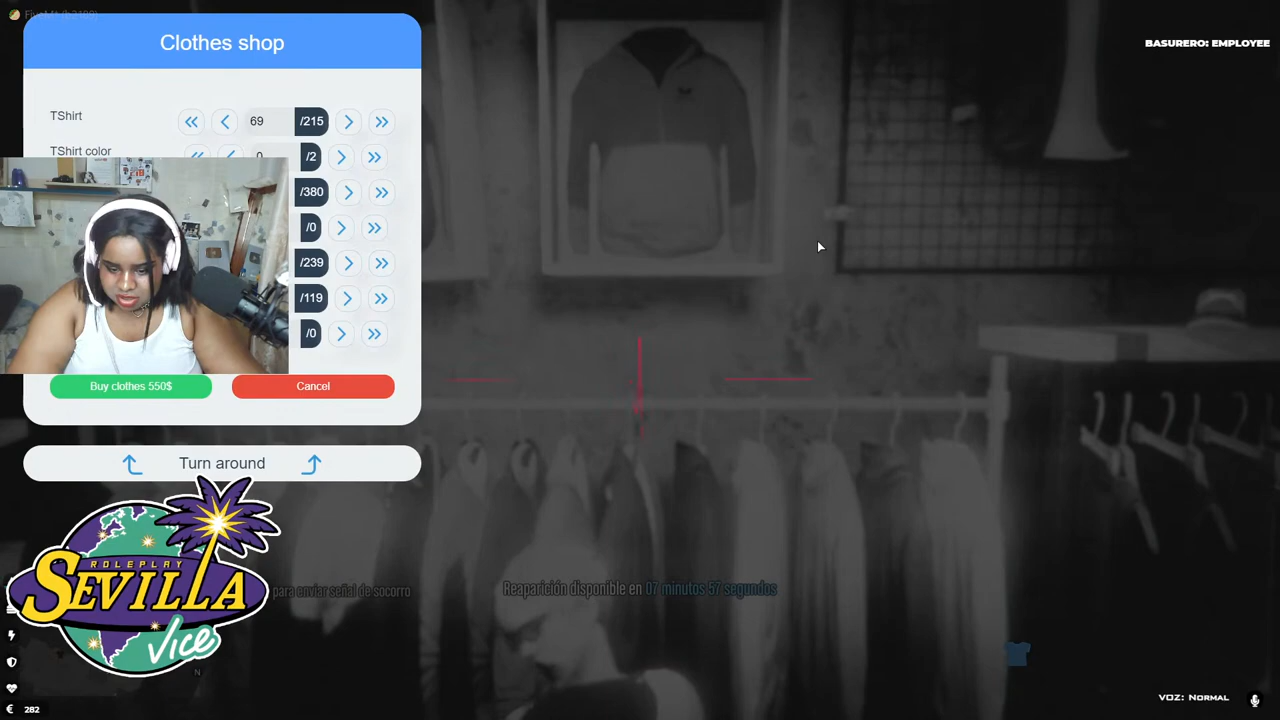 Clothes shop
BASURERO: EMPLOYEE
TShirt
69 /215
TShirt color
0 /2
/380
/0
/239
/119
/0
Buy clothes 550$
Cancel
Turn around
ROLEPLAY
SEVILLA
Vice
para enviar señal de socorro
Reaparición disponible en 07 minutos 57 segundos
N
VOZ: NORMAL
€ 282